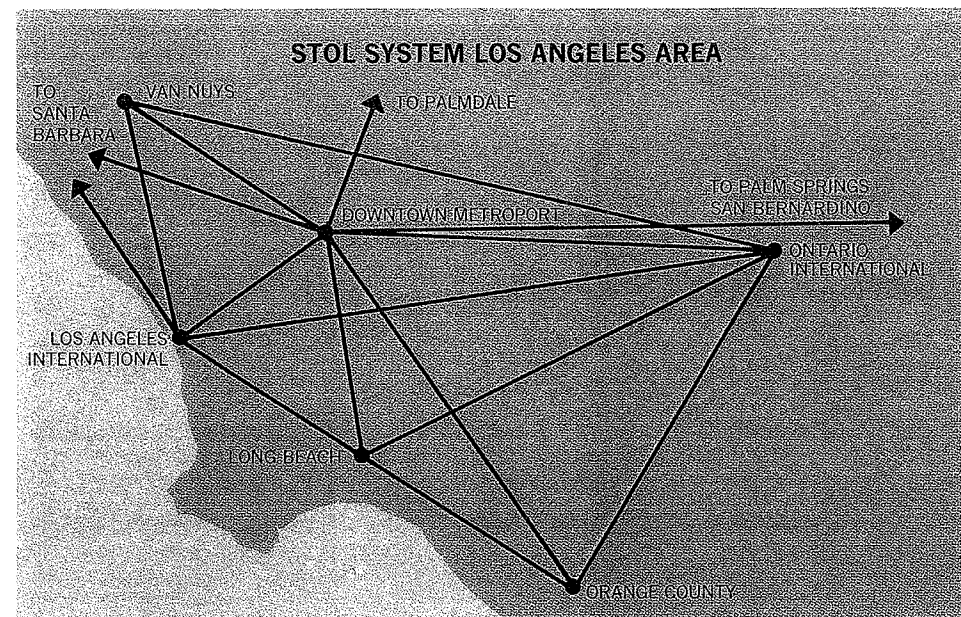 STOL SYSTEM LOS ANGELES AREA
TO
SANTA
BARBARA
VAN NUYS
TO PALMDALE
TO PALM SPRINGS
SAN BERNARDINO
DOWNTOWN METROPORT
ONTARIO
INTERNATIONAL
LOS ANGELES
INTERNATIONAL
LONG BEACH
ORANGE COUNTY